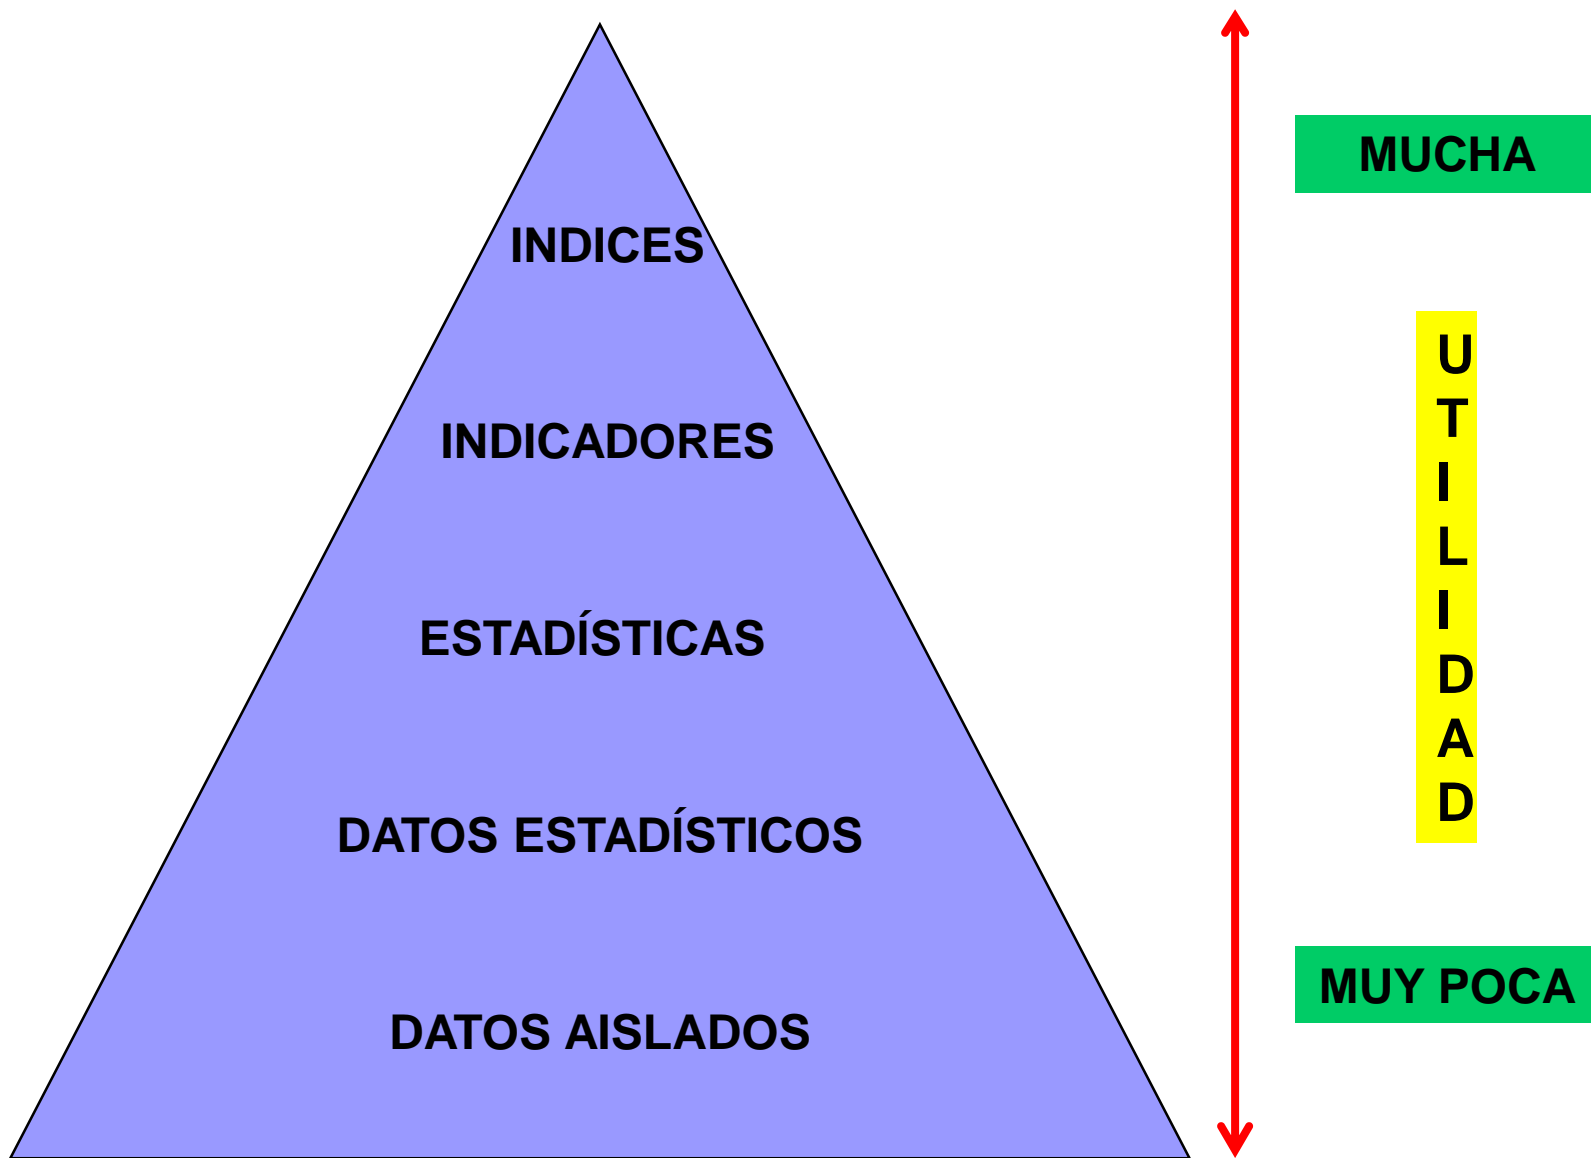 INDICES
INDICADORES
ESTADÍSTICAS
DATOS ESTADÍSTICOS
DATOS AISLADOS
MUCHA
U
T
I
L
I
D
A
D
MUY POCA